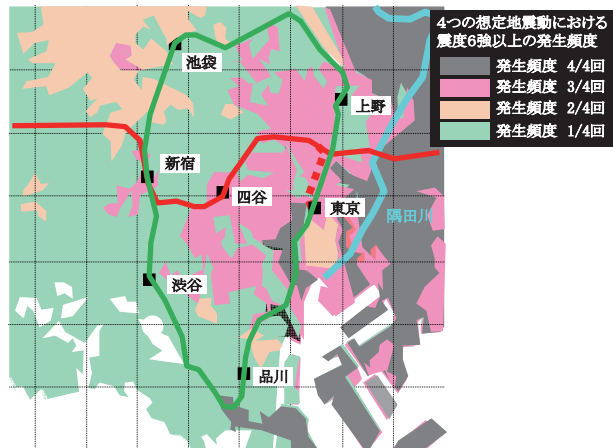 4つの想定地震動における
震度6強以上の発生頻度
発生頻度 4/4回
発生頻度 3/4回
発生頻度 2/4回
発生頻度 1/4回
池袋
上野
新宿
四谷
東京
隅田川
渋谷
品川